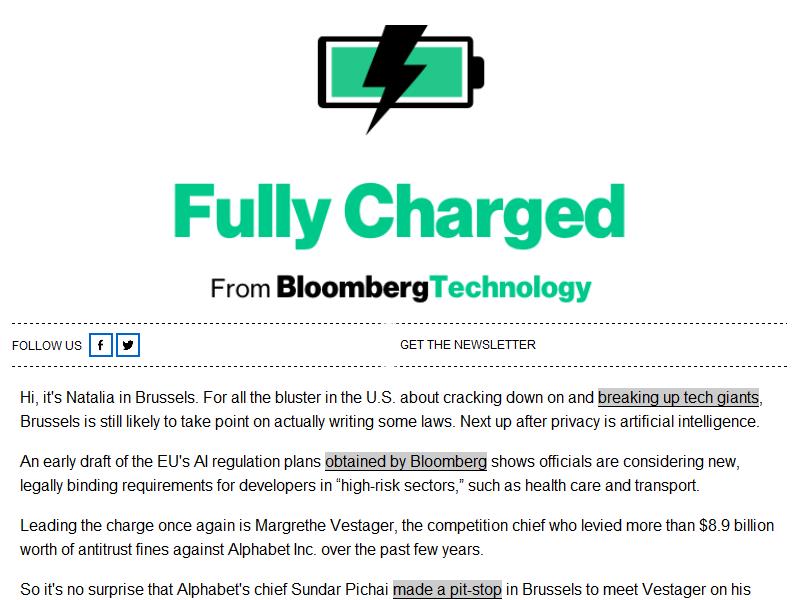 Fully Charged
From BloombergTechnology
FOLLOW US
GET THE NEWSLETTER
Hi, it's Natalia in Brussels. For all the bluster in the U.S. about cracking down on and breaking up tech giants,
Brussels is still likely to take point on actually writing some laws. Next up after privacy is artificial intelligence.
An early draft of the EU's AI regulation plans obtained by Bloomberg shows officials are considering new,
legally binding requirements for developers in “high-risk sectors,” such as health care and transport.
Leading the charge once again is Margrethe Vestager, the competition chief who levied more than $8.9 billion
worth of antitrust fines against Alphabet Inc. over the past few years.
So it's no surprise that Alphabet's chief Sundar Pichai made a pit-stop in Brussels to meet Vestager on his